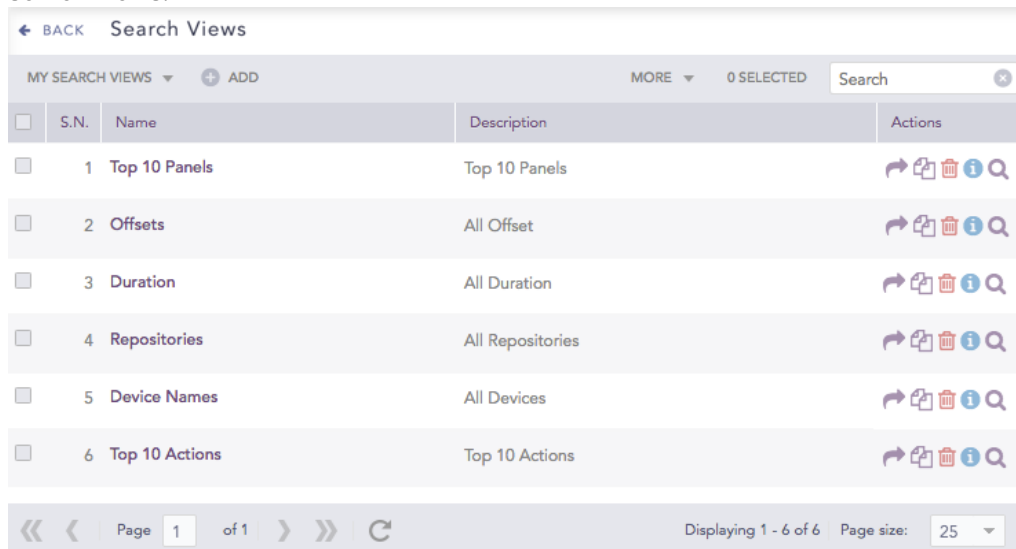 BACK Search Views
MY SEARCH VIEWS ADD MORE 0 SELECTED Search
S.N. Name Description Actions
1 Top 10 Panels Top 10 Panels
2 Offsets All Offset
3 Duration All Duration
4 Repositories All Repositories
5 Device Names All Devices
6 Top 10 Actions Top 10 Actions
Page 1 of 1 Displaying 1 - 6 of 6 Page size: 25